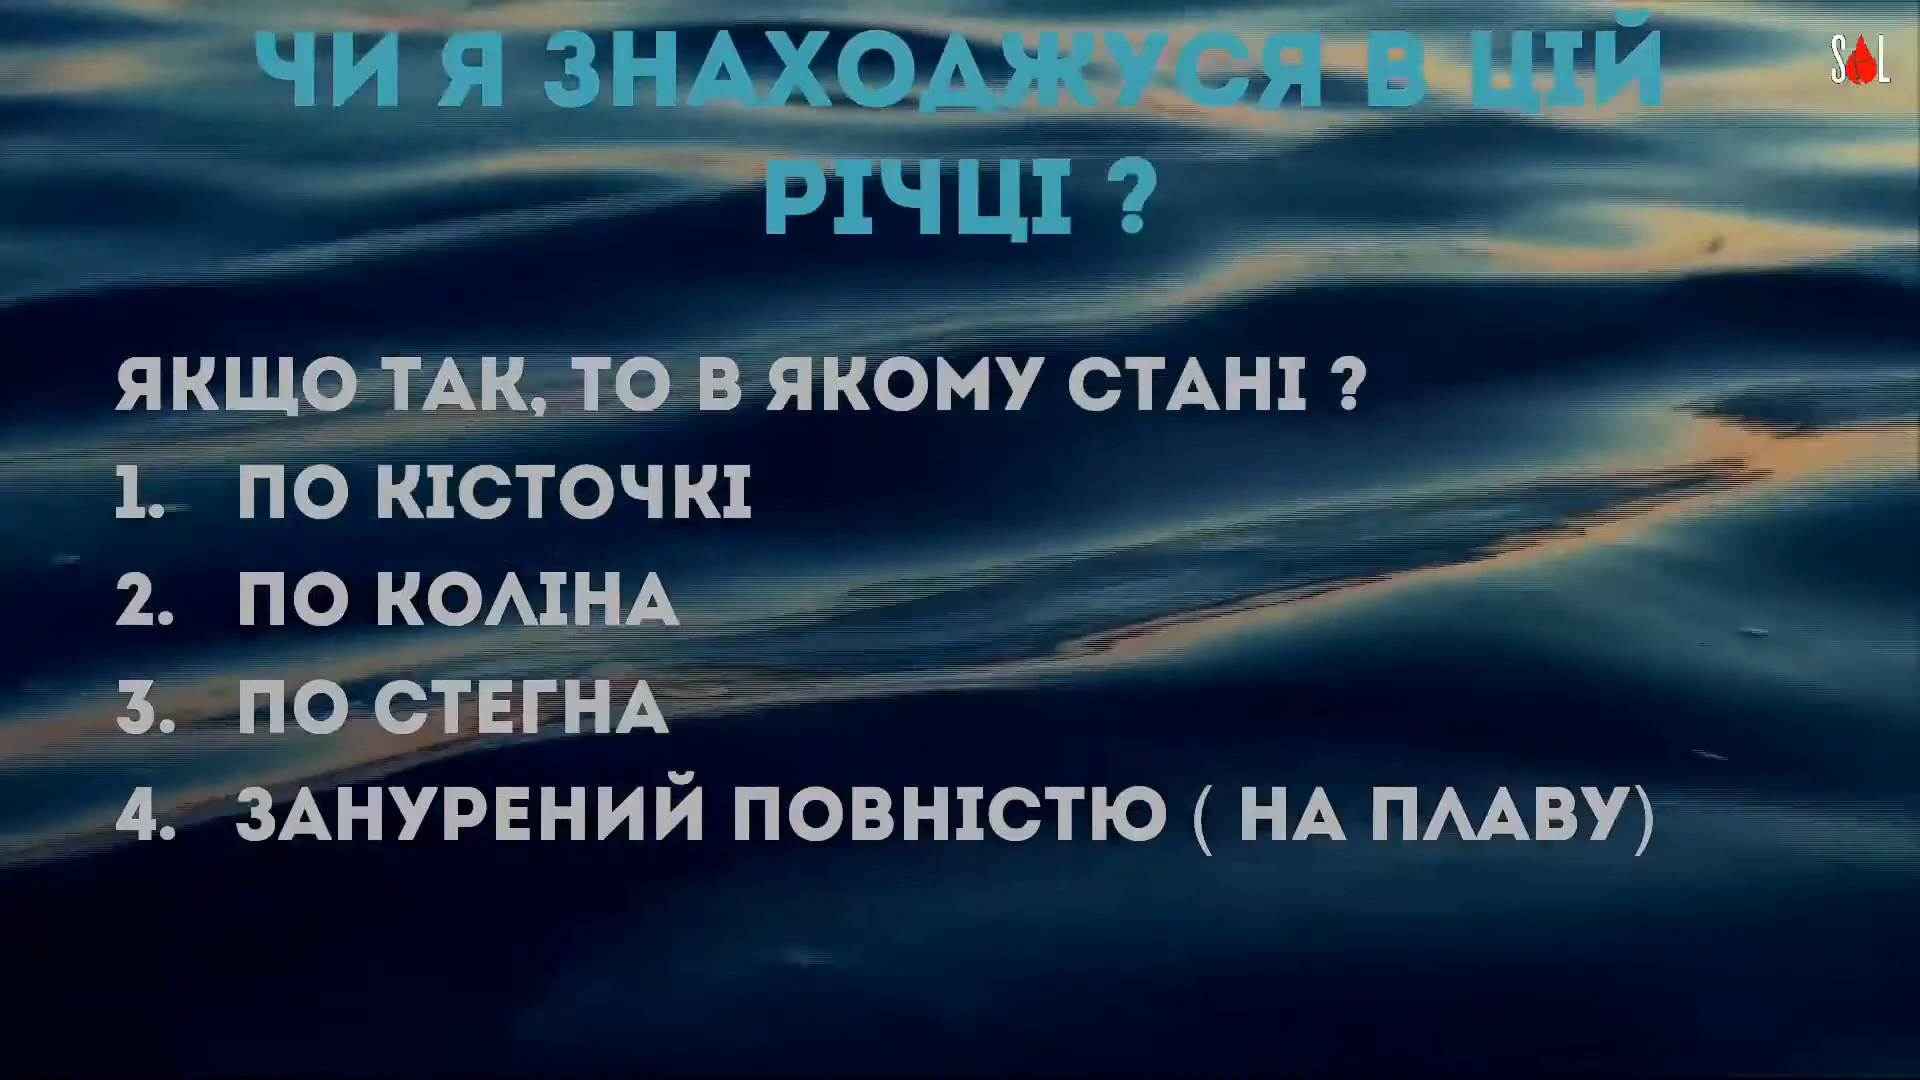 ЧИ Я ЗНАХОДЖУСЯ В ЦІЙ
РІЧЦІ ?
SOL
ЯКЩО ТАК, ТО В ЯКОМУ СТАНІ ?
1. ПО КІСТОЧКІ
2. ПО КОЛІНА
3. ПО СТЕГНА
4. ЗАНУРЕНИЙ ПОВНІСТЮ ( НА ПЛАВУ)